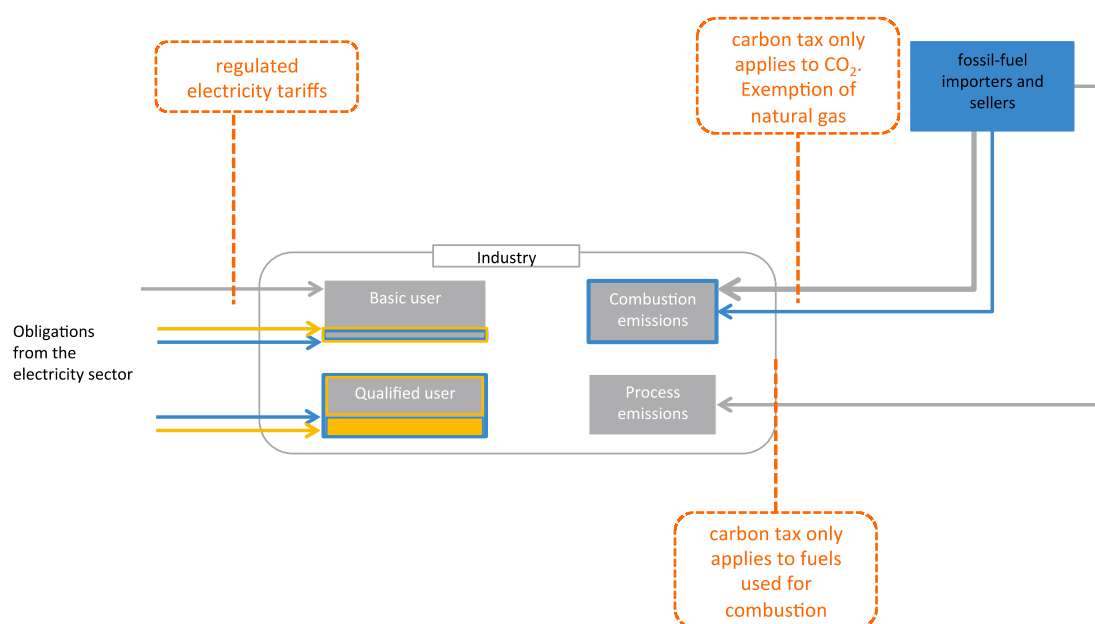 regulated
electricity tariffs
carbon tax only
applies to CO₂.
Exemption of
natural gas
fossil-fuel
importers and
sellers
Industry
Basic user
Combustion
emissions
Obligations
from the
electricity sector
Qualified user
Process
emissions
carbon tax only
applies to fuels
used for
combustion